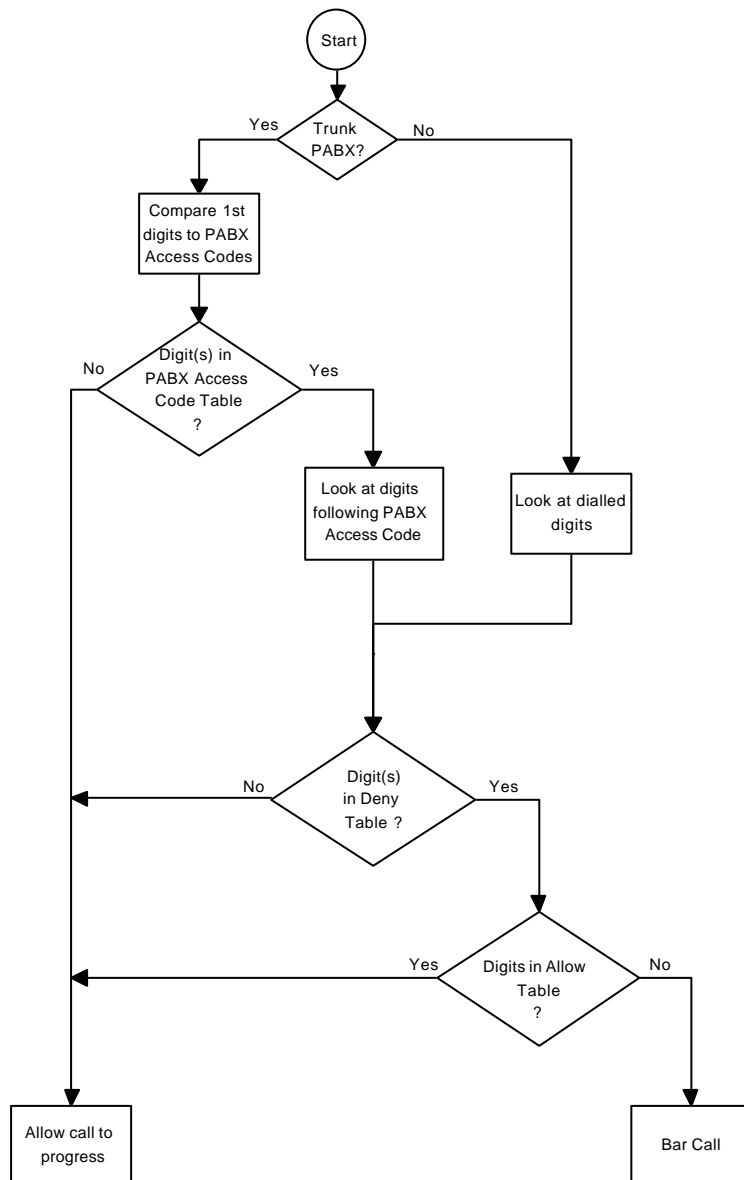 Start
Trunk
PABX?
Yes
No
Compare 1st
digits to PABX
Access Codes
Digit(s) in
PABX Access
Code Table
?
No
Yes
Look at digits
following PABX
Access Code
Look at dialled
digits
Digit(s)
in Deny
Table ?
No
Yes
Digits in Allow
Table
?
Yes
No
Allow call to
progress
Bar Call